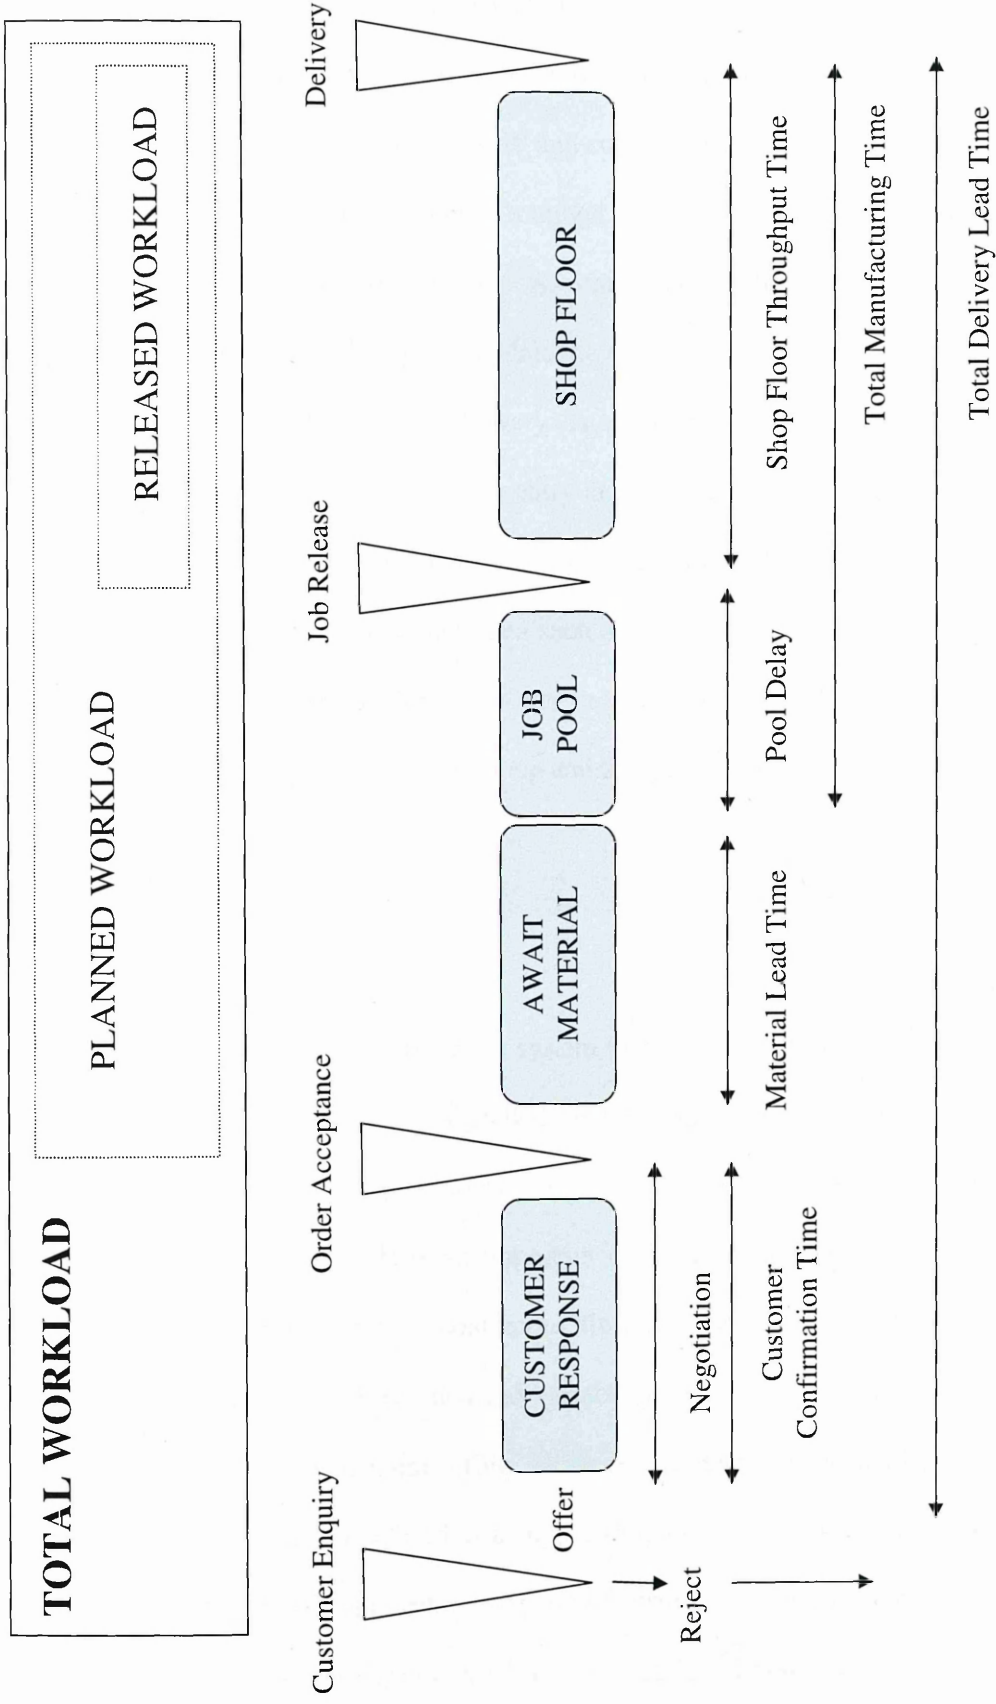 TOTAL WORKLOAD
PLANNED WORKLOAD
RELEASED WORKLOAD
Customer Enquiry
Order Acceptance
Job Release
Delivery
Offer
CUSTOMER
RESPONSE
AWAIT
MATERIAL
JOB
POOL
SHOP FLOOR
Reject
Negotiation
Customer
Confirmation Time
Material Lead Time
Pool Delay
Shop Floor Throughput Time
Total Manufacturing Time
Total Delivery Lead Time